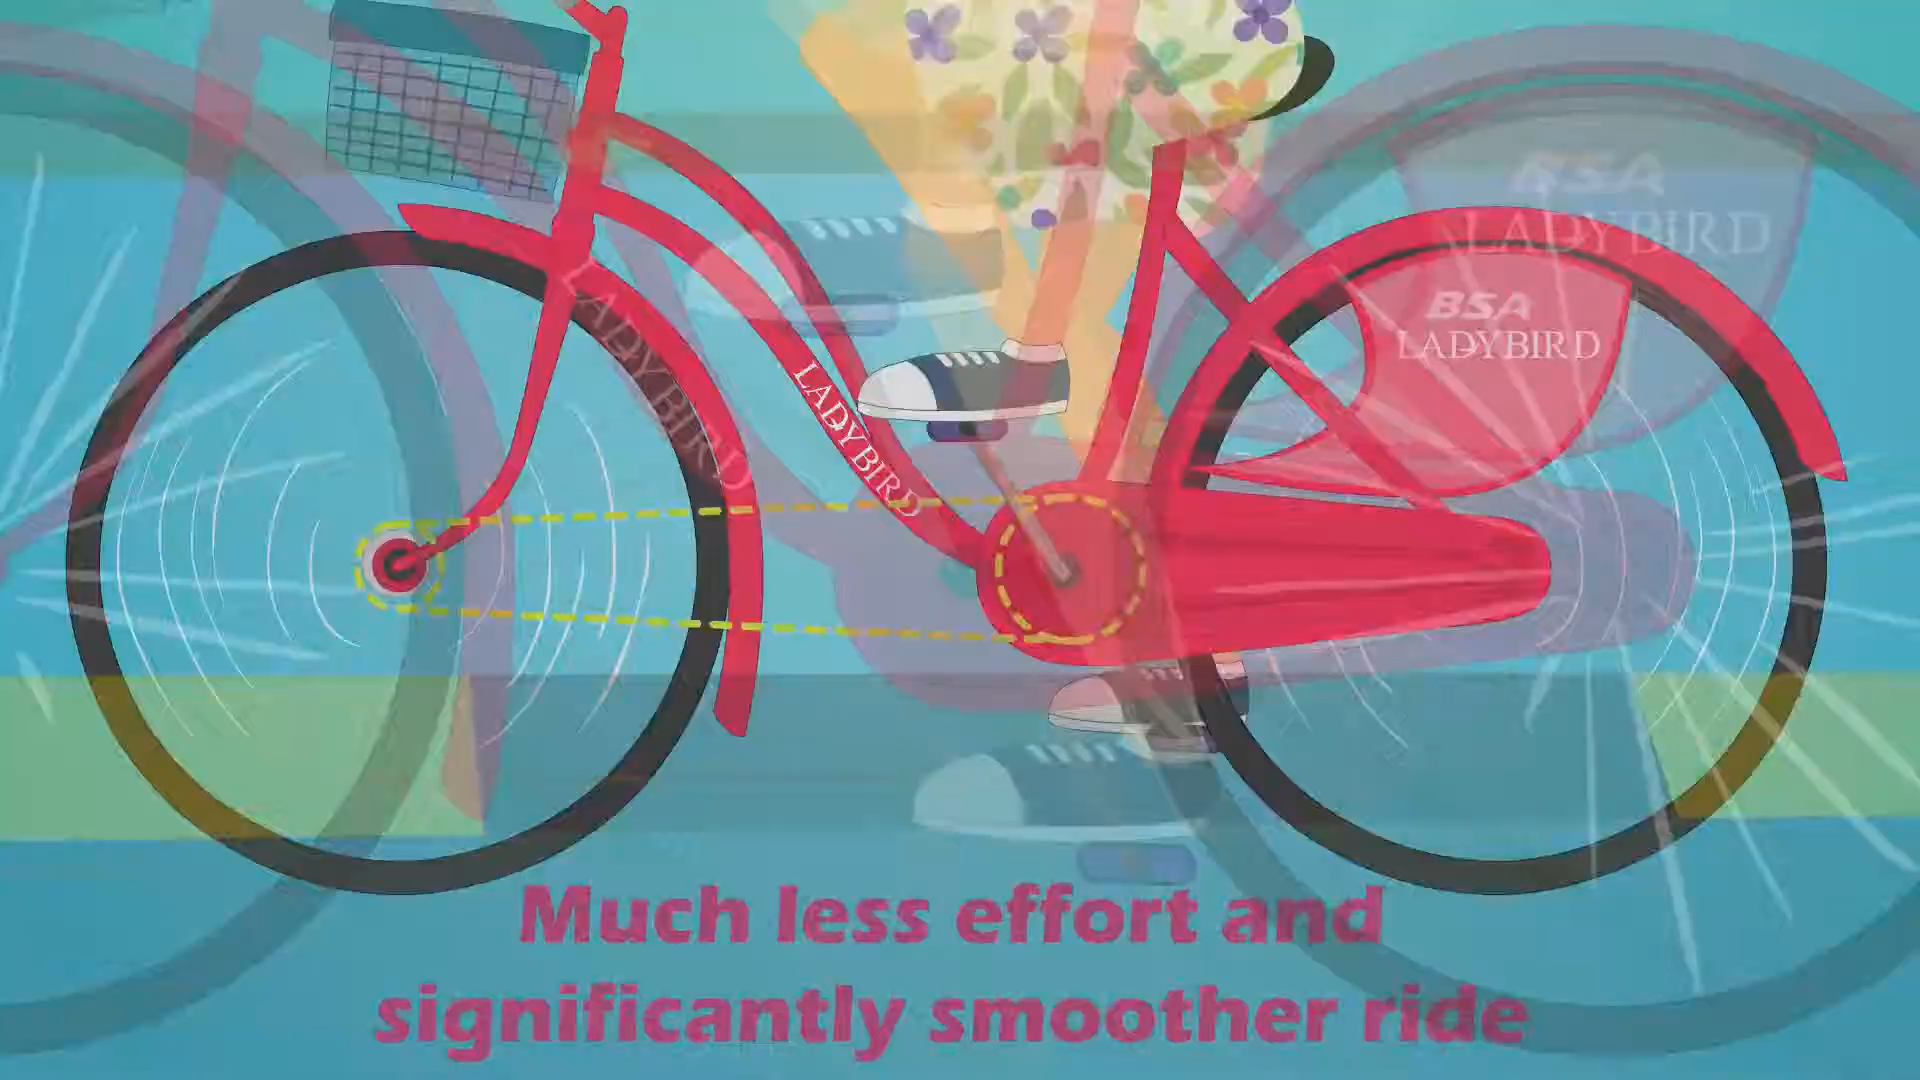 BSA
LADYBIRD
BSA
LADYBIRD
LADYBIRD
LADYBIRD
Much less effort and
significantly smoother ride